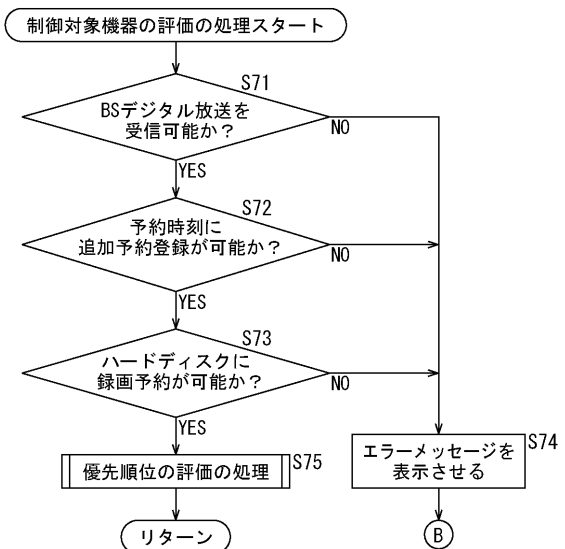 制御対象機器の評価の処理スタート
S71
BSデジタル放送を
受信可能か？
NO
YES
S72
予約時刻に
追加予約登録が可能か？
NO
YES
S73
ハードディスクに
録画予約が可能か？
NO
YES
S74
エラーメッセージを
表示させる
S75
優先順位の評価の処理
リターン
B